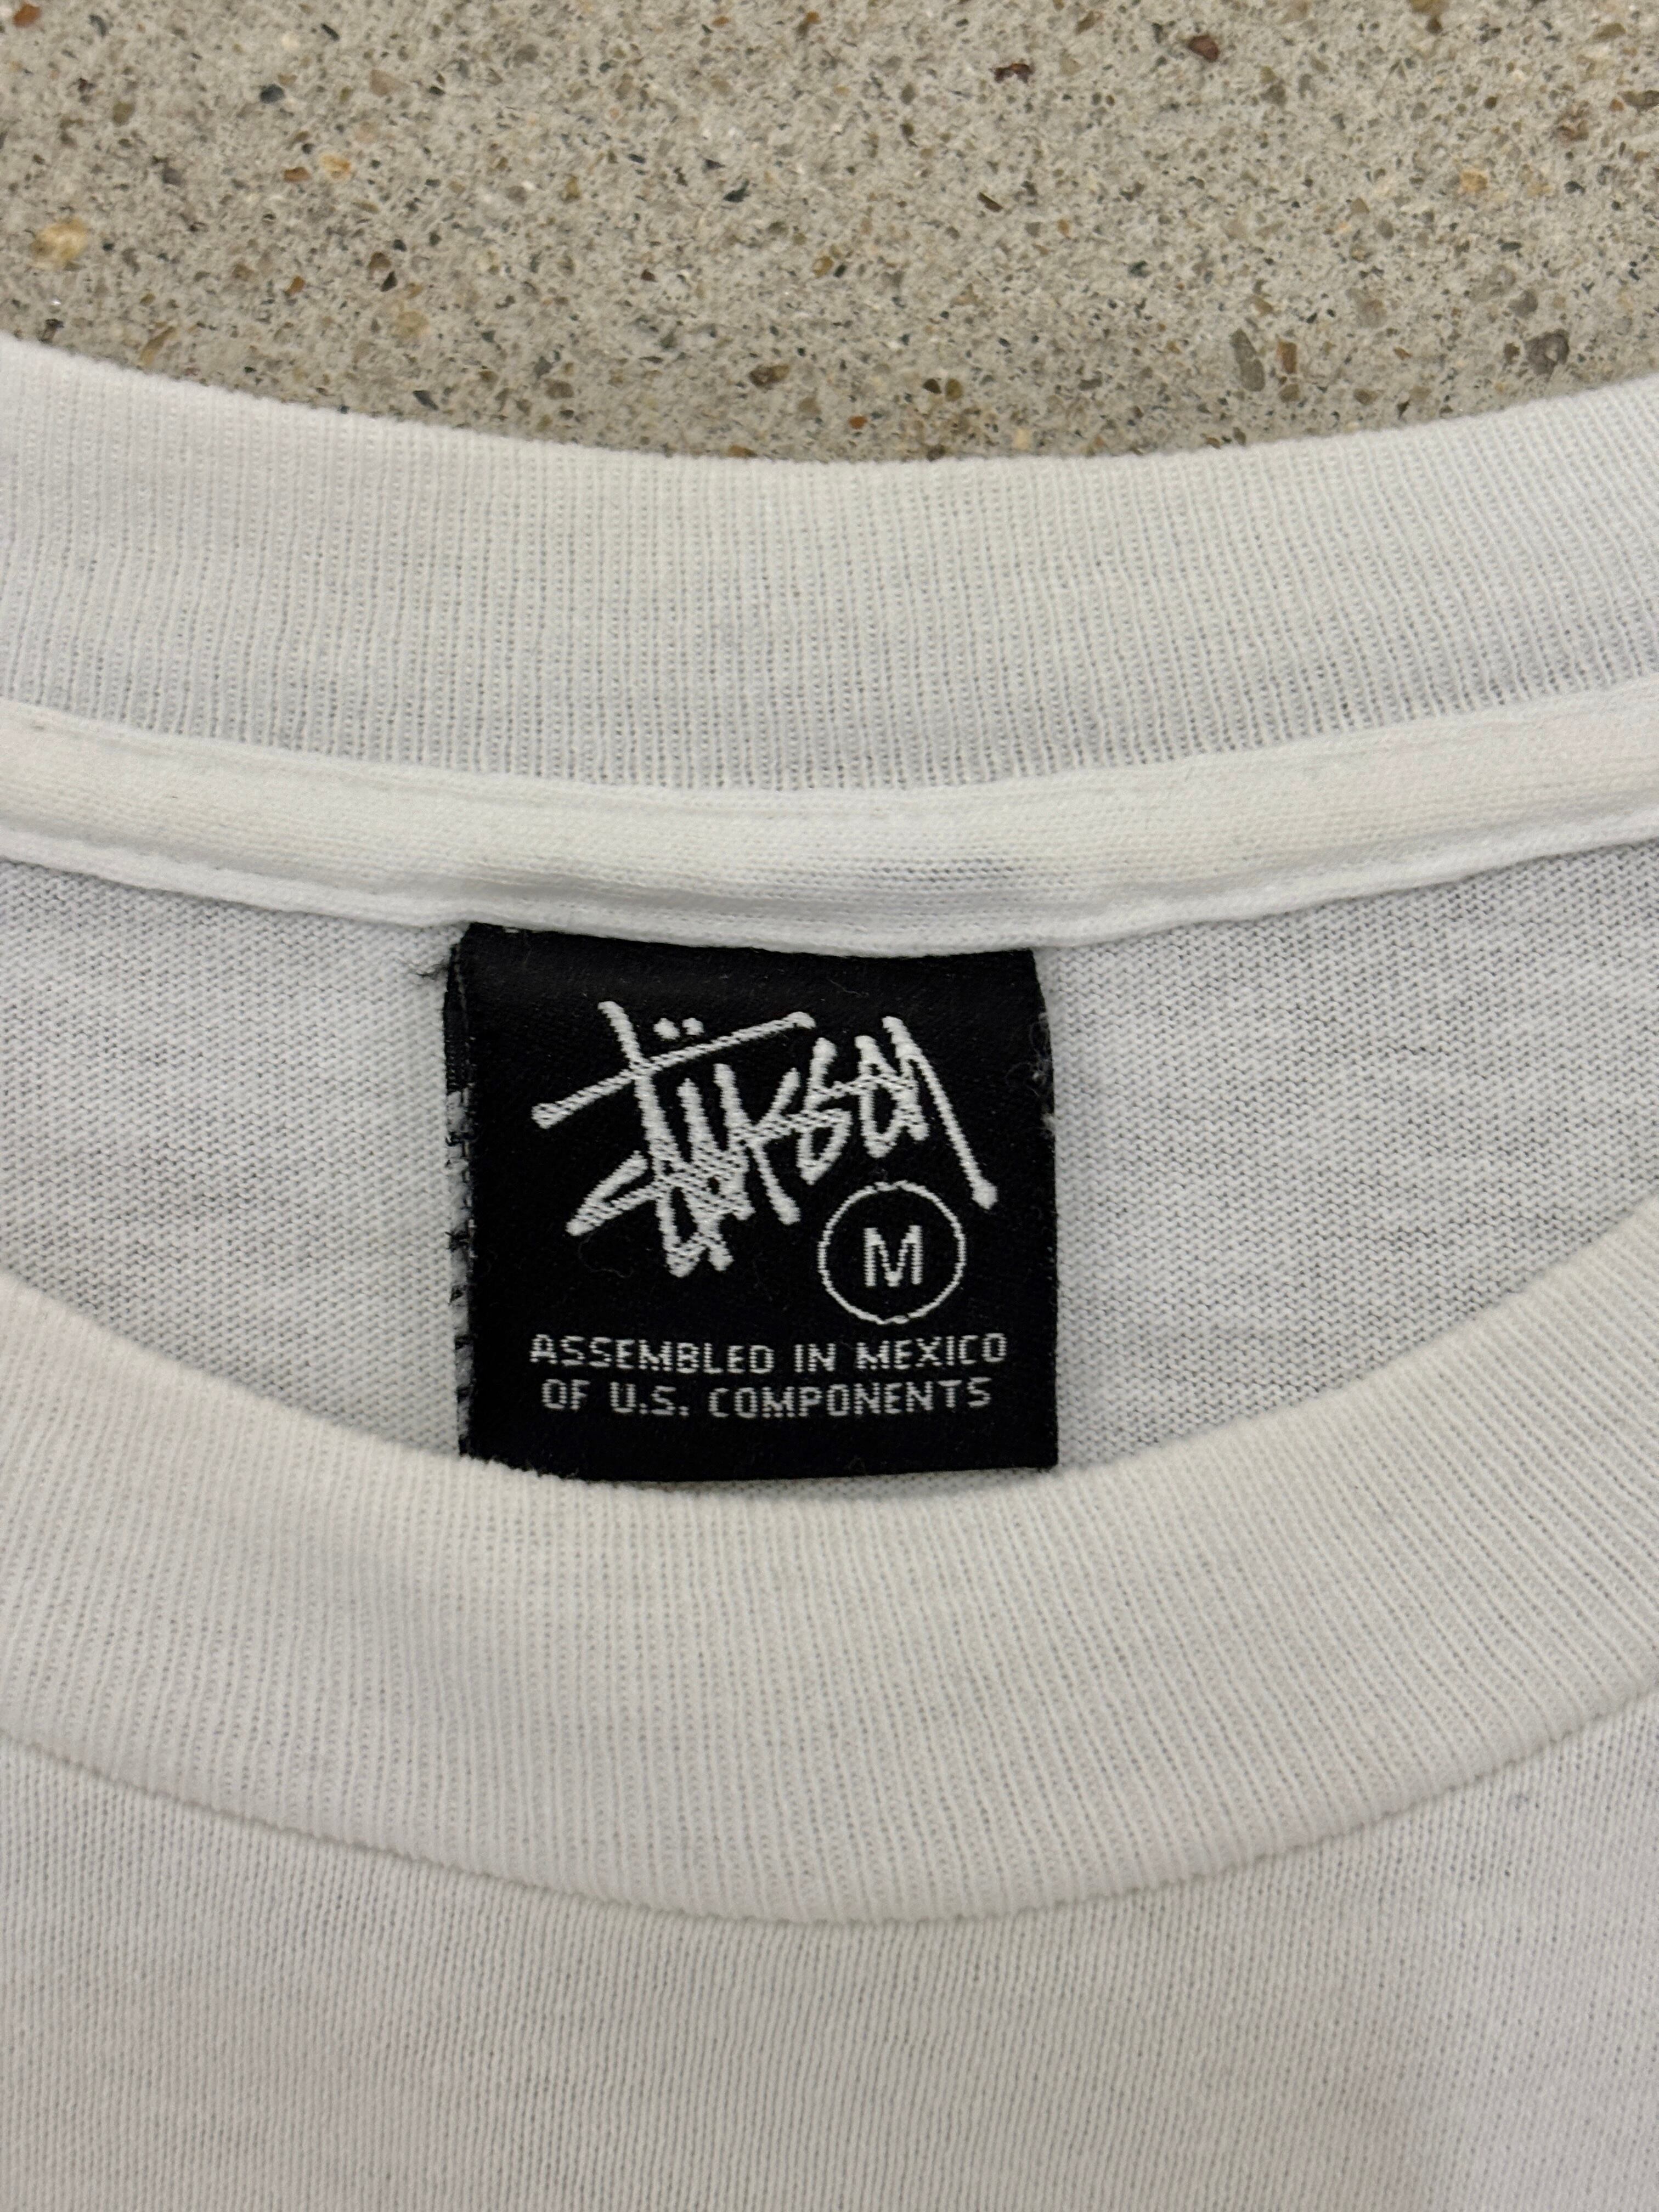 Stüssy
M
ASSEMBLED IN MEXICO
OF U.S. COMPONENTS